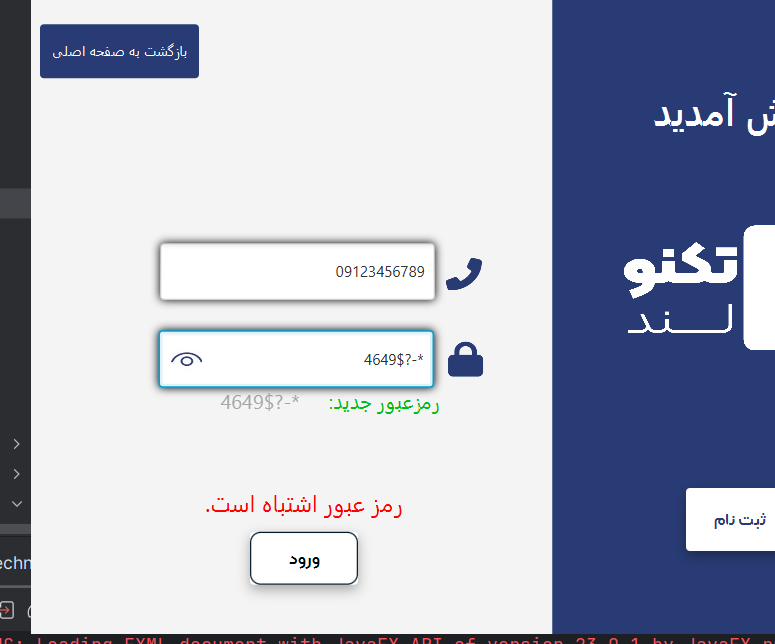 بازگشت به صفحه اصلی
ش آمدید
تکنو
لـــند
09123456789
4649$?-*
رمزعبور جدید: 4649$?-*
رمز عبور اشتباه است.
ورود
ثبت نام
echn
Loading FXML document with JavaFX API of version 23.0.1 by JavaFX